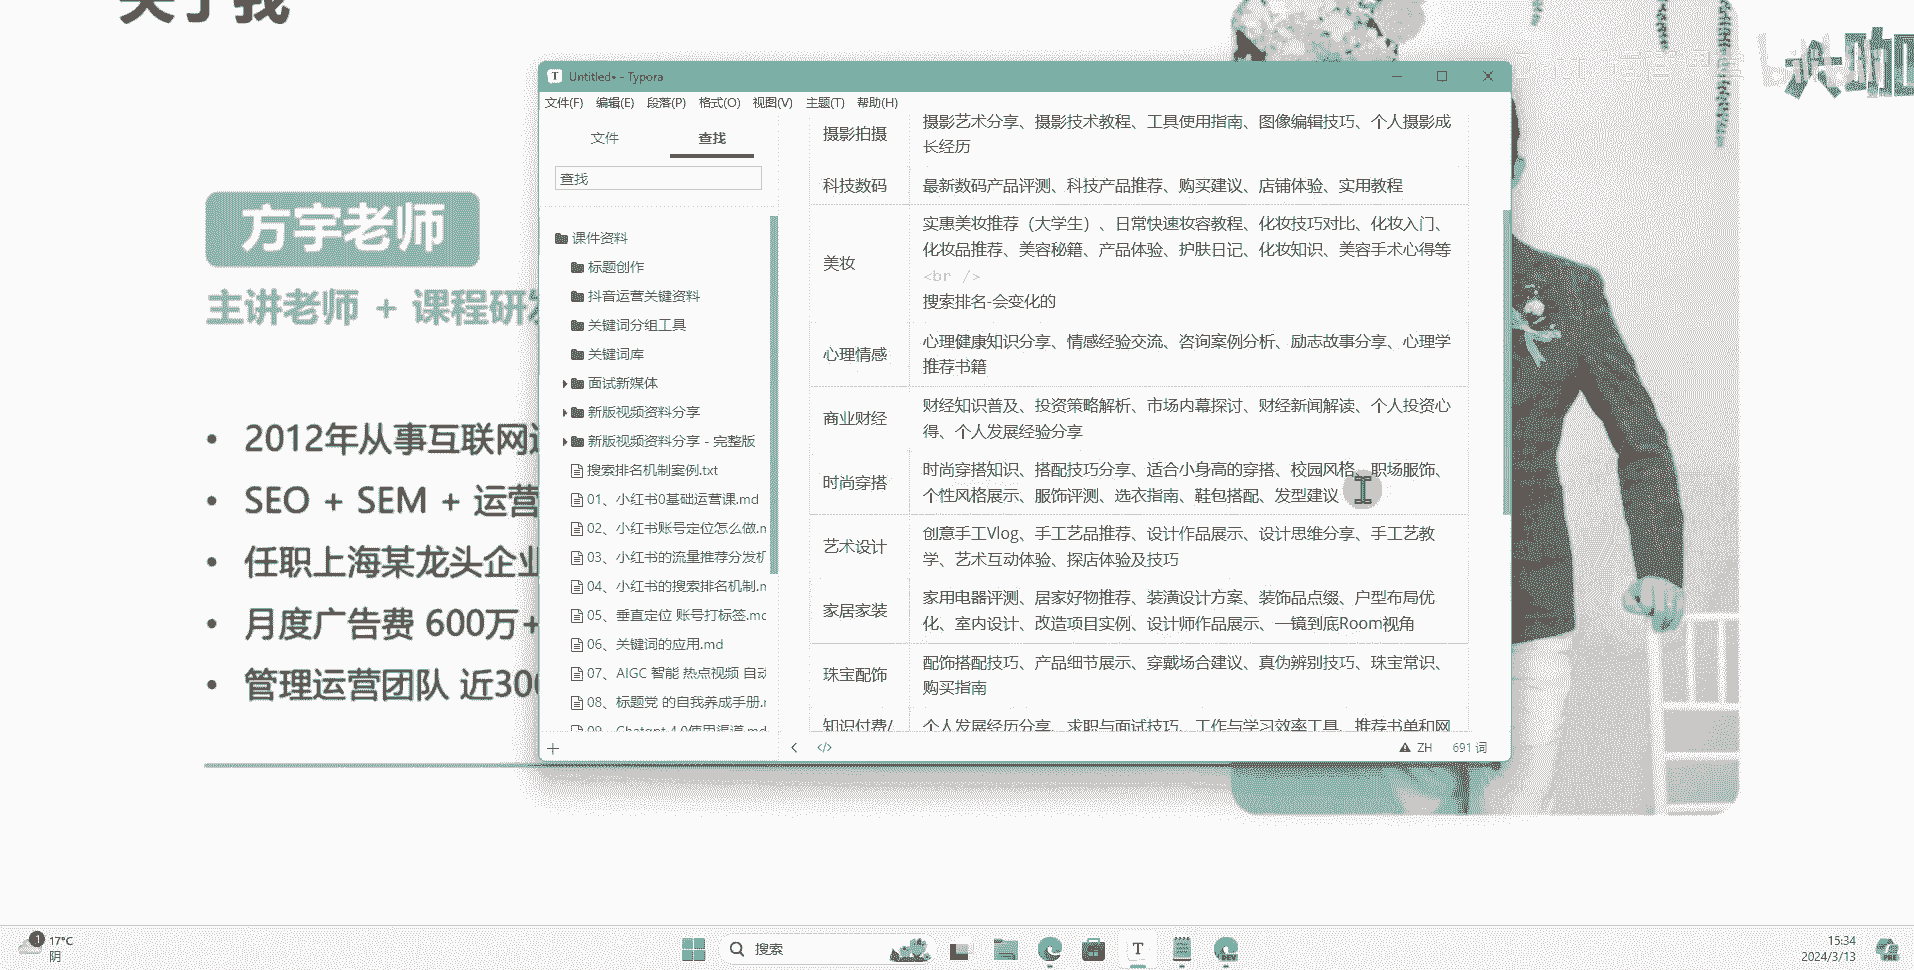 关于我
方宇老师
主讲老师 + 课程研发
• 2012年从事互联网
• SEO + SEM + 运营
• 任职上海某龙头企业
• 月度广告费 600万+
• 管理运营团队 近300
大咖
Untitled• - Typora
文件(F) 编辑(E) 段落(P) 格式(O) 视图(V) 主题(T) 帮助(H)
文件 查找
查找
课件资料
标题创作
抖音运营关键资料
关键词分组工具
关键词库
面试新媒体
新版视频资料分享
新版视频资料分享 - 完整版
搜索排名机制案例.txt
01、小红书0基础运营课.md
02、小红书账号定位怎么做.m
03、小红书的流量推荐分发机
04、小红书的搜索排名机制.m
05、垂直定位 账号打标签.mc
06、关键词的应用.md
07、AIGC 智能 热点视频 自动
08、标题党 的自我养成手册.r
09、Chatgpt 4.0使用渠道.md
摄影拍摄
摄影艺术分享、摄影技术教程、工具使用指南、图像编辑技巧、个人摄影成
长经历
科技数码
最新数码产品评测、科技产品推荐、购买建议、店铺体验、实用教程
美妆
实惠美妆推荐（大学生）、日常快速妆容教程、化妆技巧对比、化妆入门、
化妆品推荐、美容秘籍、产品体验、护肤日记、化妆知识、美容手术心得等
<br />
搜索排名-会变化的
心理情感
心理健康知识分享、情感经验交流、咨询案例分析、励志故事分享、心理学
推荐书籍
商业财经
财经知识普及、投资策略解析、市场内幕探讨、财经新闻解读、个人投资心
得、个人发展经验分享
时尚穿搭
时尚穿搭知识、搭配技巧分享、适合小身高的穿搭、校园风格、职场服饰、
个性风格展示、服饰评测、选衣指南、鞋包搭配、发型建议
艺术设计
创意手工Vlog、手工艺品推荐、设计作品展示、设计思维分享、手工艺教
学、艺术互动体验、探店体验及技巧
家居家装
家用电器评测、居家好物推荐、装潢设计方案、装饰品点缀、户型布局优
化、室内设计、改造项目实例、设计师作品展示、一镜到底Room视角
珠宝配饰
配饰搭配技巧、产品细节展示、穿戴场合建议、真伪辨别技巧、珠宝常识、
购买指南
知识付费/
个人发展经历分享、求职与面试技巧、工作与学习效率工具、推荐书单和网
</> ZH 691 词
1 17°C
阴
搜索
DEV
15:34
2024/3/13
PRE